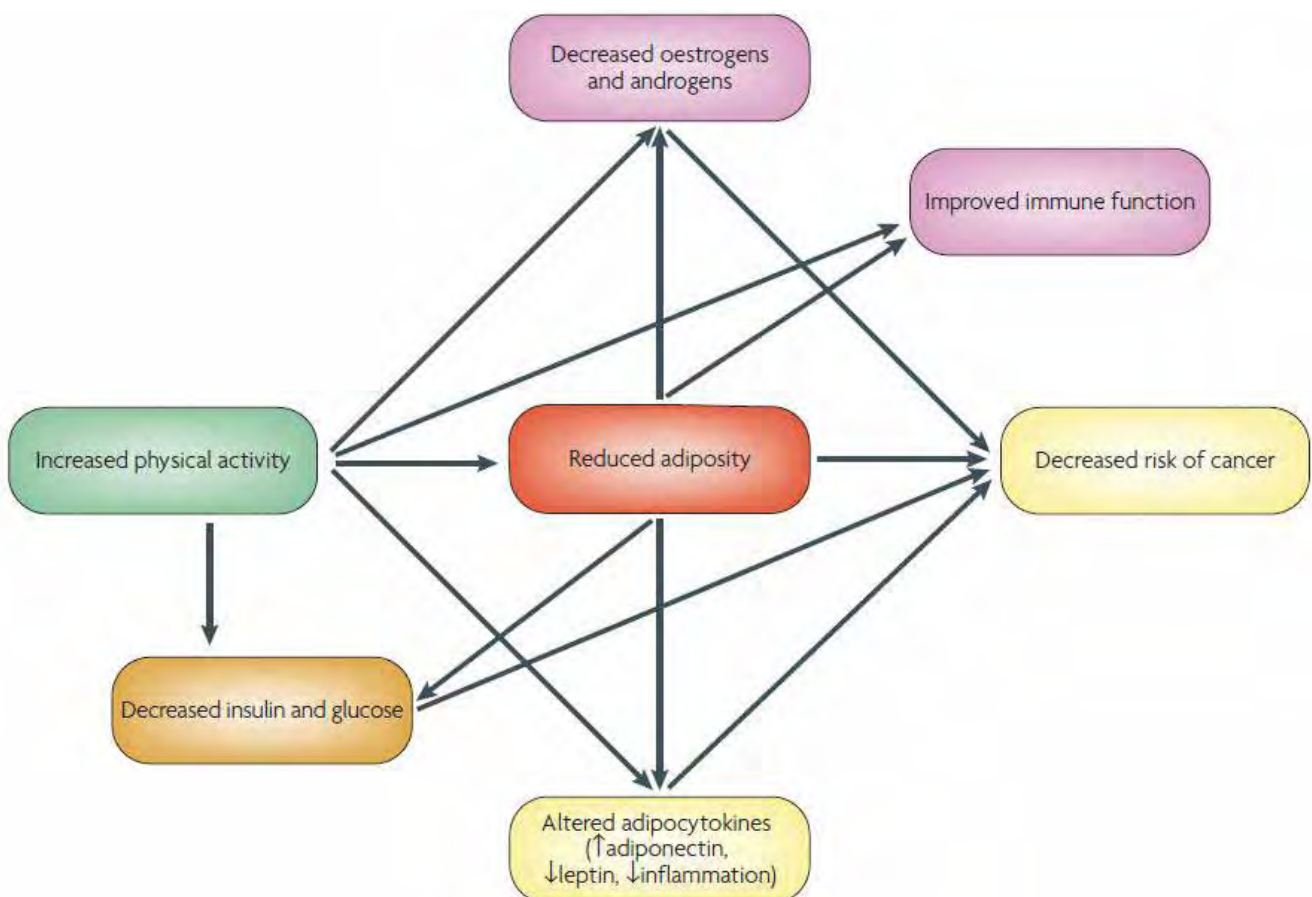 Decreased oestrogens
and androgens
Improved immune function
Increased physical activity
Reduced adiposity
Decreased risk of cancer
Decreased insulin and glucose
Altered adipocytokines
(↑adiponectin,
↓leptin, ↓inflammation)